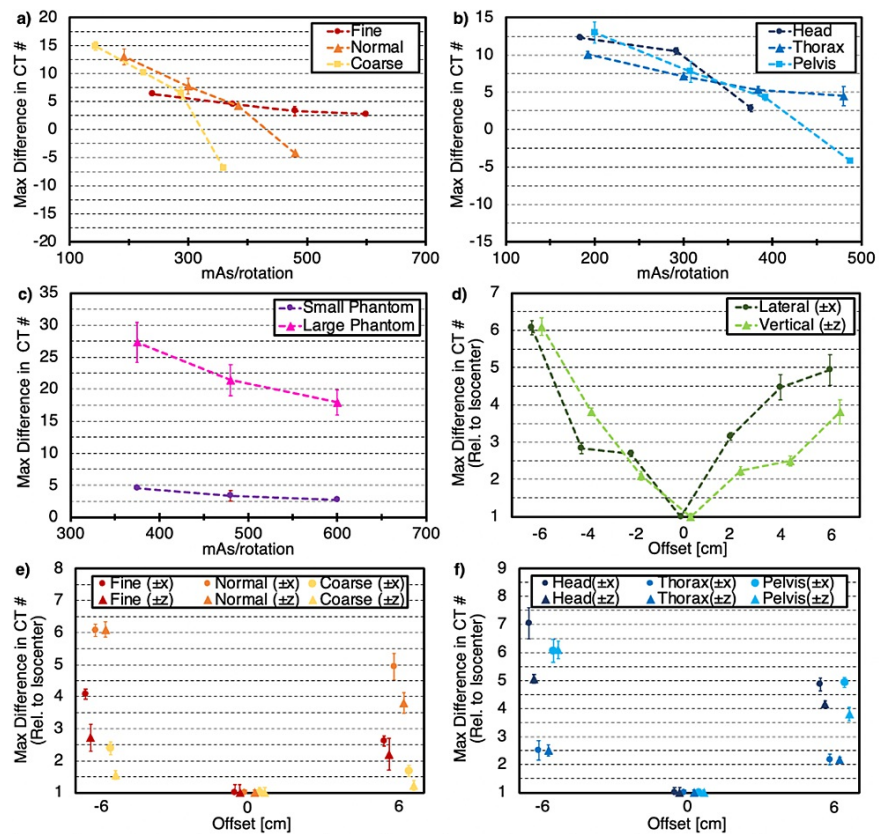 a)
Max Difference in CT #
20
15
10
5
0
-5
-10
-15
-20
Fine
Normal
Coarse
100 300 500 700
mAs/rotation
b)
Max Difference in CT #
15
10
5
0
-5
-10
-15
Head
Thorax
Pelvis
100 200 300 400 500
mAs/rotation
c)
Max Difference in CT #
35
30
25
20
15
10
5
0
Small Phantom
Large Phantom
300 400 500 600 700
mAs/rotation
d)
Max Difference in CT #
(Rel. to Isocenter)
7
6
5
4
3
2
1
Lateral (±x)
Vertical (±z)
-6 -4 -2 0 2 4 6
Offset [cm]
e)
Max Difference in CT #
(Rel. to Isocenter)
8
7
6
5
4
3
2
1
Fine (±x) Normal (±x) Coarse (±x)
Fine (±z) Normal (±z) Coarse (±z)
-6 0 6
Offset [cm]
f)
Max Difference in CT #
(Rel. to Isocenter)
9
8
7
6
5
4
3
2
1
Head(±x) Thorax(±x) Pelvis(±x)
Head(±z) Thorax(±z) Pelvis(±z)
-6 0 6
Offset [cm]